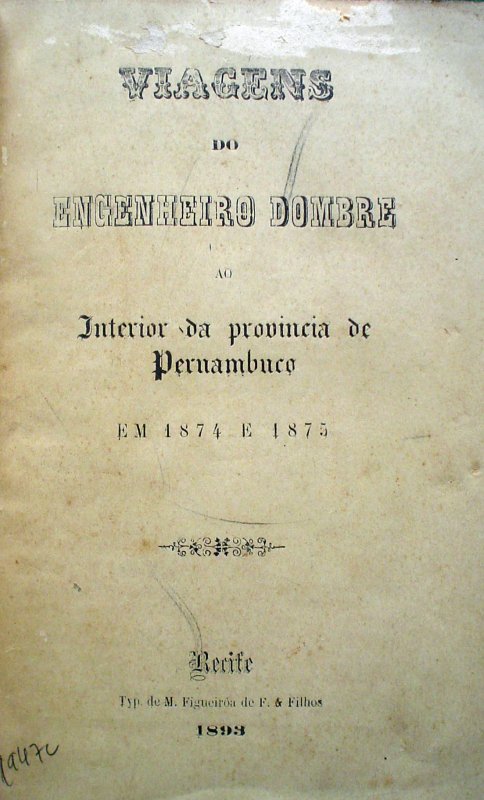 VIAGENS
DO
ENGENHEIRO DOMBRE
AO
Interior da provincia de
Pernambuco
EM 1874 E 1875
Recife
Typ. de M. Figueirôa de F. & Filhos
1893